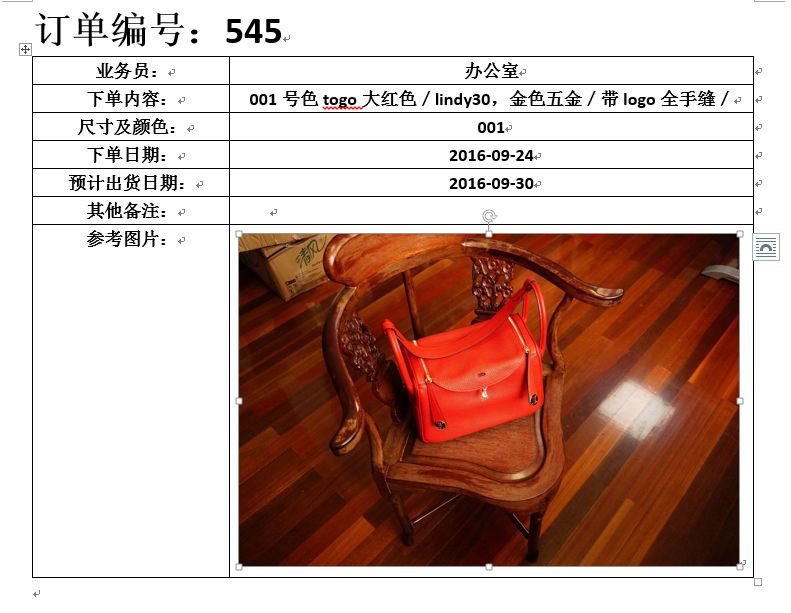 订单编号：545
业务员： 办公室
下单内容： 001 号色 togo 大红色 / lindy30，金色五金 / 带 logo 全手缝 /
尺寸及颜色： 001
下单日期： 2016-09-24
预计出货日期： 2016-09-30
其他备注：
参考图片：
清风